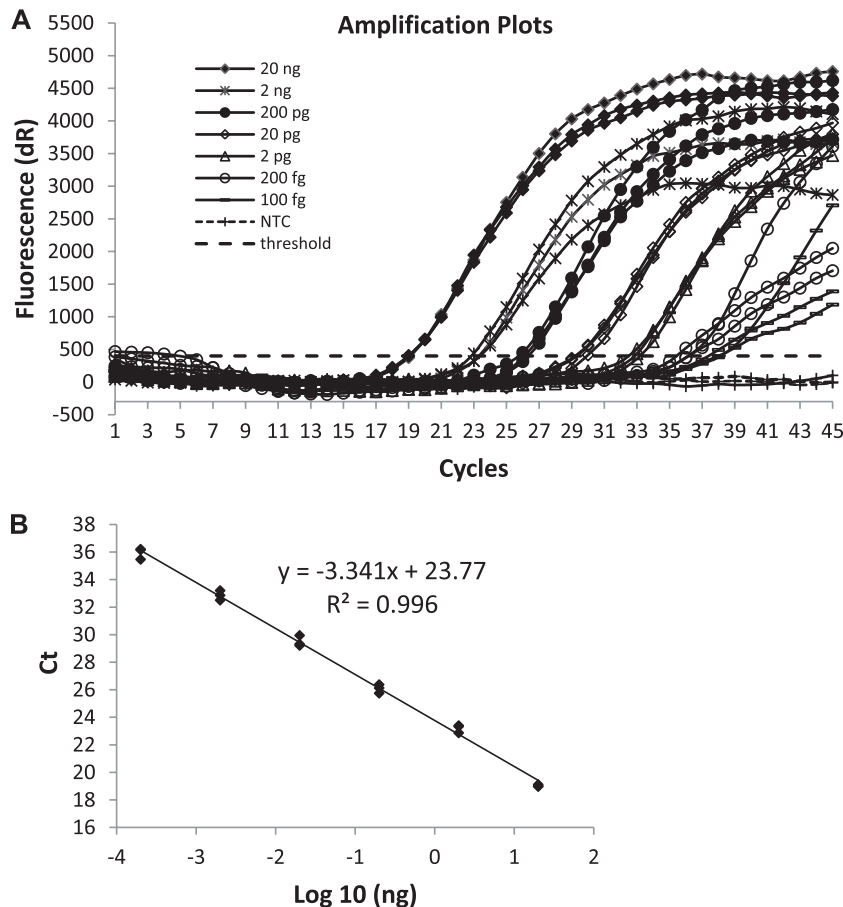 A
Amplification Plots
5500
5000
4500
4000
3500
3000
2500
2000
1500
1000
500
0
-500
Fluorescence (dR)
20 ng
2 ng
200 pg
20 pg
2 pg
200 fg
100 fg
NTC
threshold
1 3 5 7 9 11 13 15 17 19 21 23 25 27 29 31 33 35 37 39 41 43 45
Cycles
B
38
36
34
32
30
28
26
24
22
20
18
16
Ct
y = -3.341x + 23.77
R² = 0.996
-4 -3 -2 -1 0 1 2
Log 10 (ng)